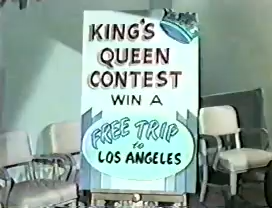 KING'S
QUEEN
CONTEST
WIN A
FREE TRIP
to
LOS ANGELES